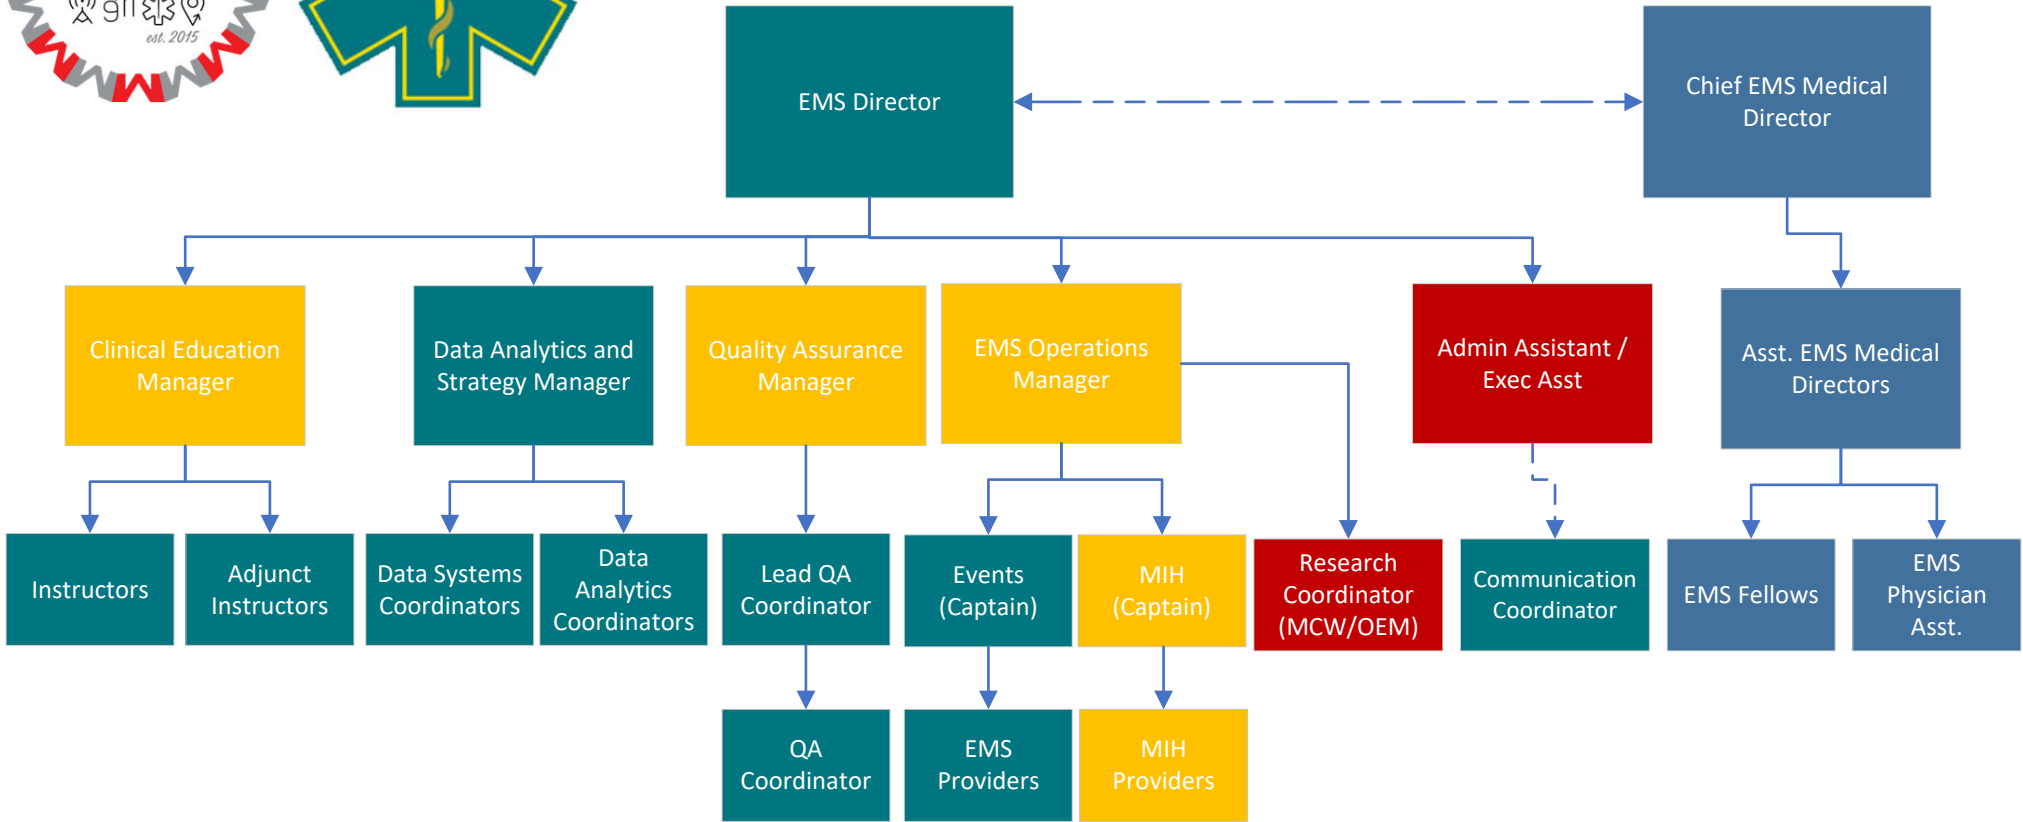 est. 2015
EMS Director
Chief EMS Medical
Director
Clinical Education
Manager
Data Analytics and
Strategy Manager
Quality Assurance
Manager
EMS Operations
Manager
Admin Assistant /
Exec Asst
Asst. EMS Medical
Directors
Instructors
Adjunct
Instructors
Data Systems
Coordinators
Data
Analytics
Coordinators
Lead QA
Coordinator
Events
(Captain)
MIH
(Captain)
Research
Coordinator
(MCW/OEM)
Communication
Coordinator
EMS Fellows
EMS
Physician
Asst.
QA
Coordinator
EMS
Providers
MIH
Providers